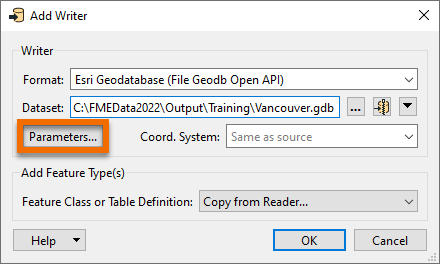 Add Writer
Writer
Format: Esri Geodatabase (File Geodb Open API)
Dataset: C:\FMEData2022\Output\Training\Vancouver.gdb ...
Parameters... Coord. System: Same as source
Add Feature Type(s)
Feature Class or Table Definition: Copy from Reader...
Help OK Cancel